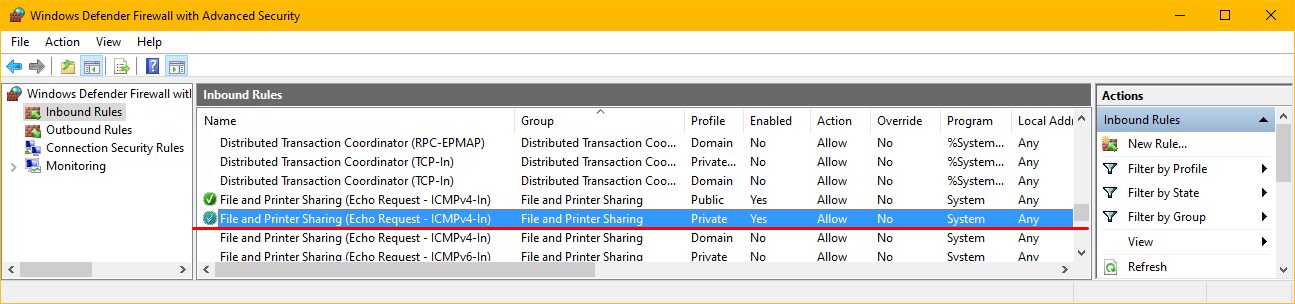 Windows Defender Firewall with Advanced Security
File Action View Help
Windows Defender Firewall wit
Inbound Rules
Outbound Rules
Connection Security Rules
Monitoring
Inbound Rules
Name Group Profile Enabled Action Override Program Local Addr
Distributed Transaction Coordinator (RPC-EPMAP) Distributed Transaction Coo... Domain No Allow No %System... Any
Distributed Transaction Coordinator (TCP-In) Distributed Transaction Coo... Private... No Allow No %System... Any
Distributed Transaction Coordinator (TCP-In) Distributed Transaction Coo... Domain No Allow No %System... Any
File and Printer Sharing (Echo Request - ICMPv4-In) File and Printer Sharing Public Yes Allow No System Any
File and Printer Sharing (Echo Request - ICMPv4-In) File and Printer Sharing Private Yes Allow No System Any
File and Printer Sharing (Echo Request - ICMPv4-In) File and Printer Sharing Domain No Allow No System Any
File and Printer Sharing (Echo Request - ICMPv6-In) File and Printer Sharing Private No Allow No System Any
Actions
Inbound Rules
New Rule...
Filter by Profile
Filter by State
Filter by Group
View
Refresh